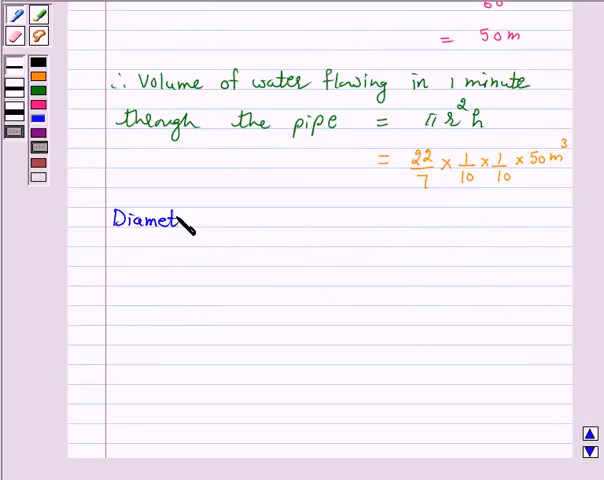 60
= 50 m
∴ Volume of water flowing in 1 minute
through the pipe = πr²h
= 22/7 × 1/10 × 1/10 × 50 m³
Diamet